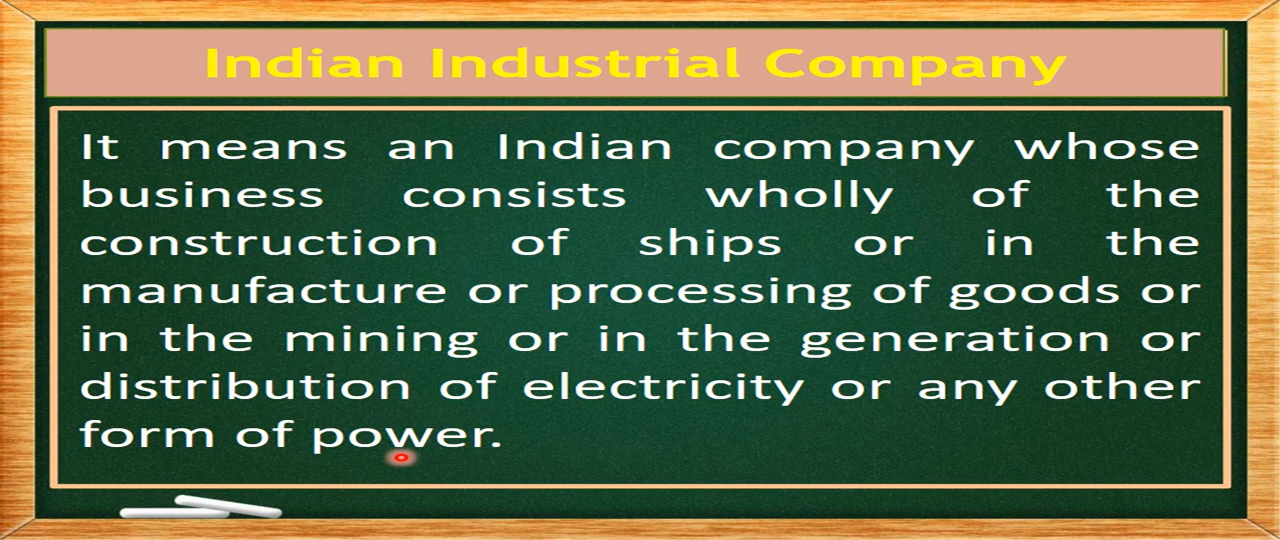 Indian Industrial Company
It means an Indian company whose
business consists wholly of the
construction of ships or in the
manufacture or processing of goods or
in the mining or in the generation or
distribution of electricity or any other
form of power.